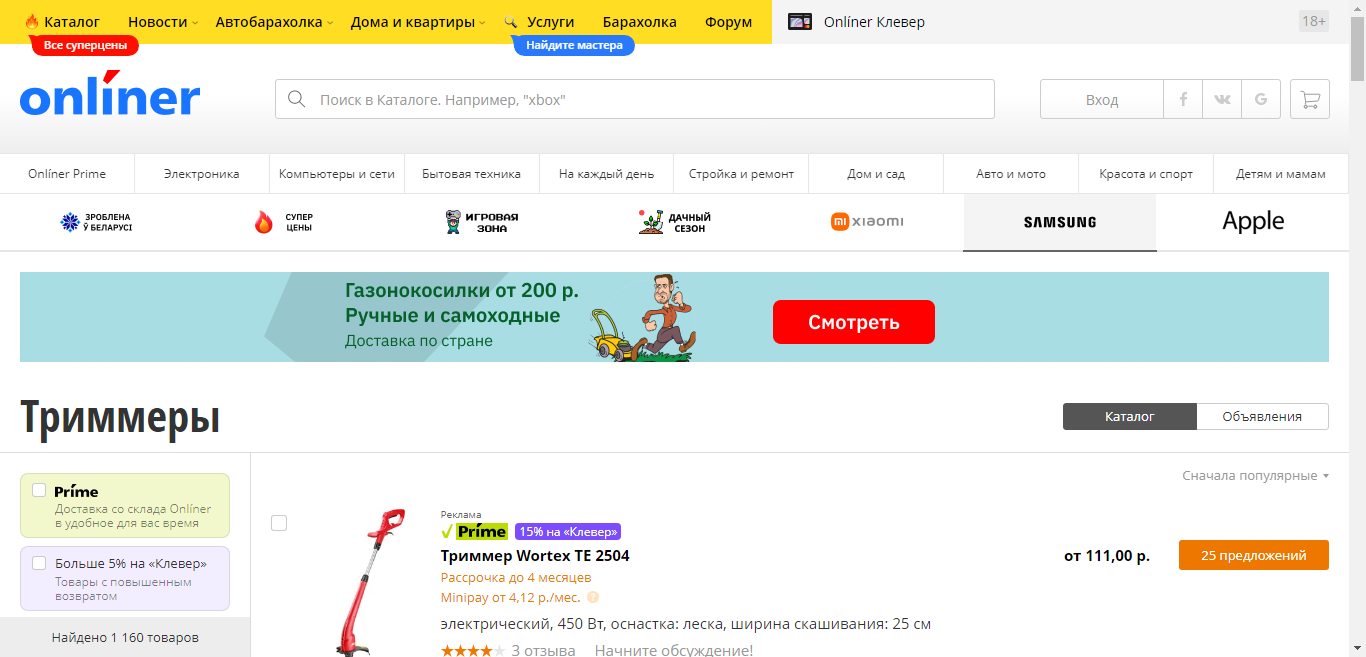 Каталог Новости Автобарахолка Дома и квартиры Услуги Барахолка Форум Onlíner Клевер 18+
Все суперцены Найдите мастера
onlíner
Поиск в Каталоге. Например, "xbox"
Вход
Onlíner Prime Электроника Компьютеры и сети Бытовая техника На каждый день Стройка и ремонт Дом и сад Авто и мото Красота и спорт Детям и мамам
ЗРОБЛЕНА
Ў БЕЛАРУСІ
СУПЕР
ЦЕНЫ
ИГРОВАЯ
ЗОНА
ДАЧНЫЙ
СЕЗОН
mi xiaomi
SAMSUNG
Apple
Газонокосилки от 200 р.
Ручные и самоходные
Доставка по стране
Смотреть
Триммеры
Каталог Объявления
Сначала популярные
Príme
Доставка со склада Onlíner
в удобное для вас время
Больше 5% на «Клевер»
Товары с повышенным
возвратом
Найдено 1 160 товаров
Реклама
Príme 15% на «Клевер»
Триммер Wortex TE 2504
Рассрочка до 4 месяцев
Minipay от 4,12 р./мес. ?
электрический, 450 Вт, оснастка: леска, ширина скашивания: 25 см
3 отзыва Начните обсуждение!
от 111,00 р.
25 предложений